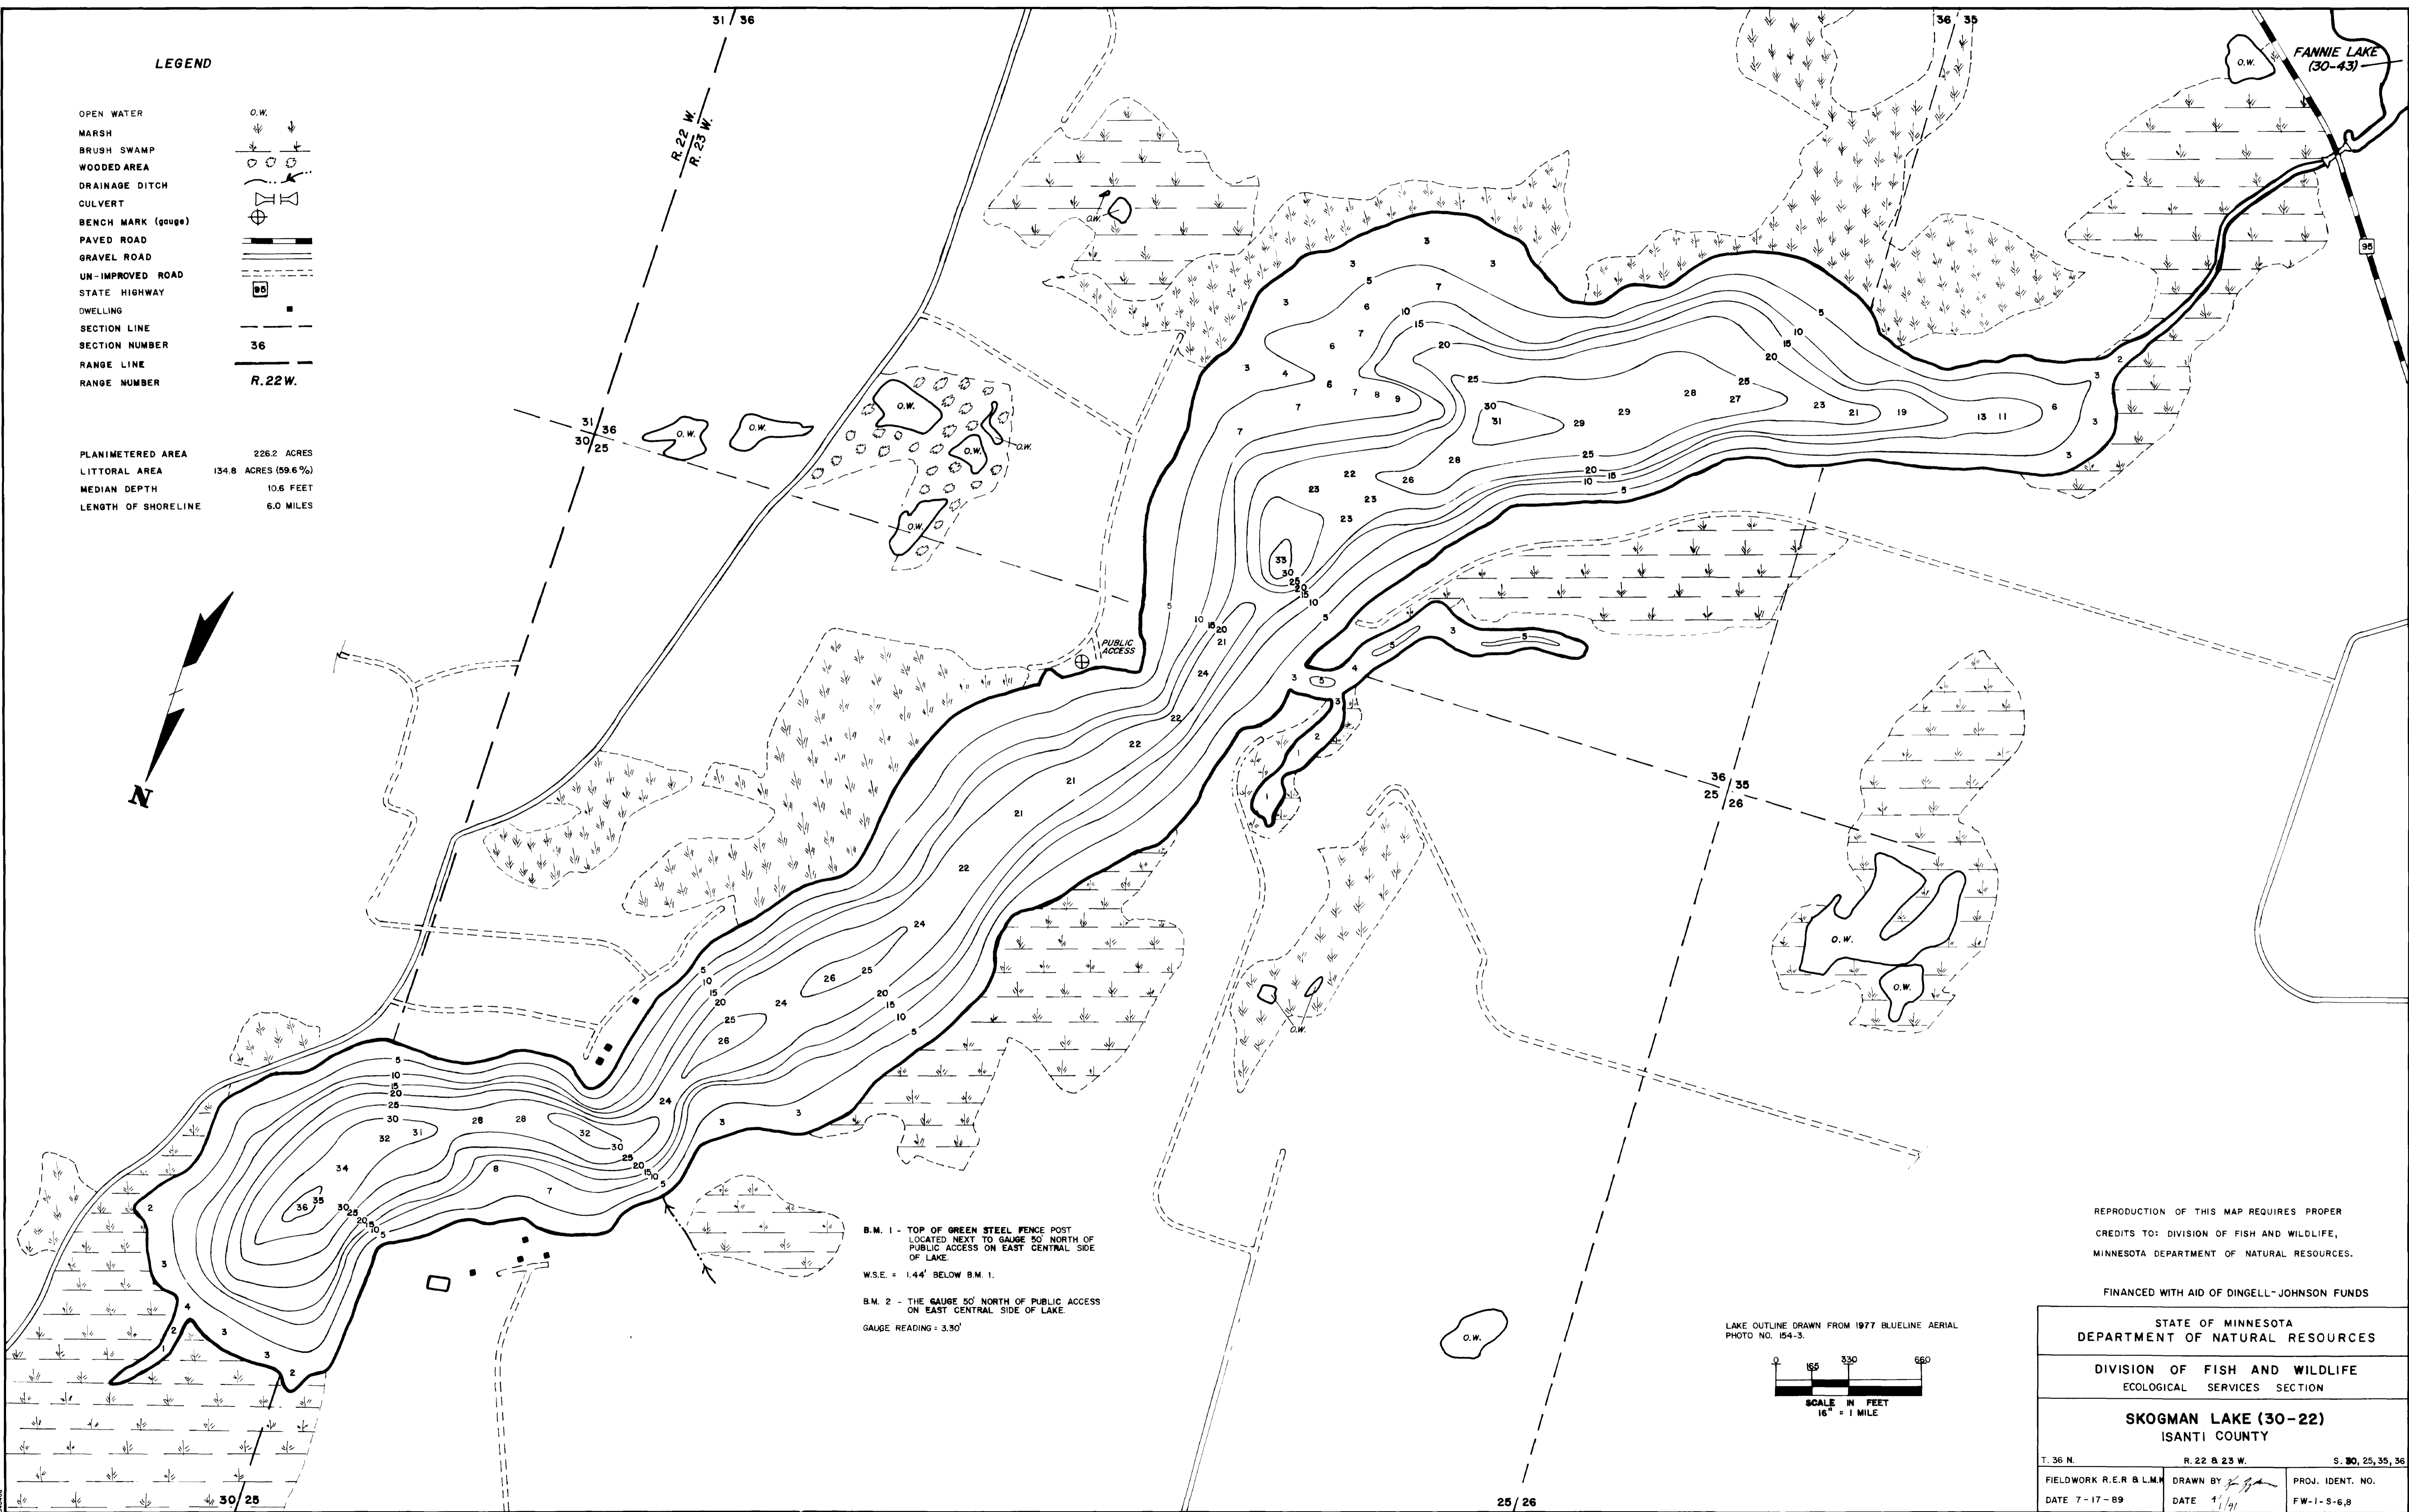 31 / 36
36 / 35
FANNIE LAKE
(30-43)
O.W.
95
LEGEND
OPEN WATER O.W.
MARSH
BRUSH SWAMP
WOODED AREA
DRAINAGE DITCH
CULVERT
BENCH MARK (gauge)
PAVED ROAD
GRAVEL ROAD
UN-IMPROVED ROAD
STATE HIGHWAY 95
DWELLING
SECTION LINE
SECTION NUMBER 36
RANGE LINE
RANGE NUMBER R.22W.
PLANIMETERED AREA 226.2 ACRES
LITTORAL AREA 134.8 ACRES (59.6%)
MEDIAN DEPTH 10.6 FEET
LENGTH OF SHORELINE 6.0 MILES
R. 22 W.
R. 23 W.
31 / 36
30 / 25
O.W.
O.W.
O.W.
O.W.
O.W.
O.W.
O.W.
PUBLIC
ACCESS
N
36 / 35
25 / 26
O.W.
O.W.
O.W.
O.W.
B.M. 1 - TOP OF GREEN STEEL FENCE POST
LOCATED NEXT TO GAUGE 50' NORTH OF
PUBLIC ACCESS ON EAST CENTRAL SIDE
OF LAKE.
W.S.E. = 1.44' BELOW B.M. 1.
B.M. 2 - THE GAUGE 50' NORTH OF PUBLIC ACCESS
ON EAST CENTRAL SIDE OF LAKE.
GAUGE READING = 3.30'
30 / 25
25 / 26
LAKE OUTLINE DRAWN FROM 1977 BLUELINE AERIAL
PHOTO NO. 154-3.
0 165 330 660
SCALE IN FEET
16" = 1 MILE
REPRODUCTION OF THIS MAP REQUIRES PROPER
CREDITS TO: DIVISION OF FISH AND WILDLIFE,
MINNESOTA DEPARTMENT OF NATURAL RESOURCES.
FINANCED WITH AID OF DINGELL-JOHNSON FUNDS
STATE OF MINNESOTA
DEPARTMENT OF NATURAL RESOURCES
DIVISION OF FISH AND WILDLIFE
ECOLOGICAL SERVICES SECTION
SKOGMAN LAKE (30-22)
ISANTI COUNTY
T. 36 N. R. 22 & 23 W. S. 30, 25, 35, 36
FIELDWORK R.E.R & L.M.K
DATE 7-17-89
DRAWN BY
DATE
PROJ. IDENT. NO.
FW-1-S-6,8